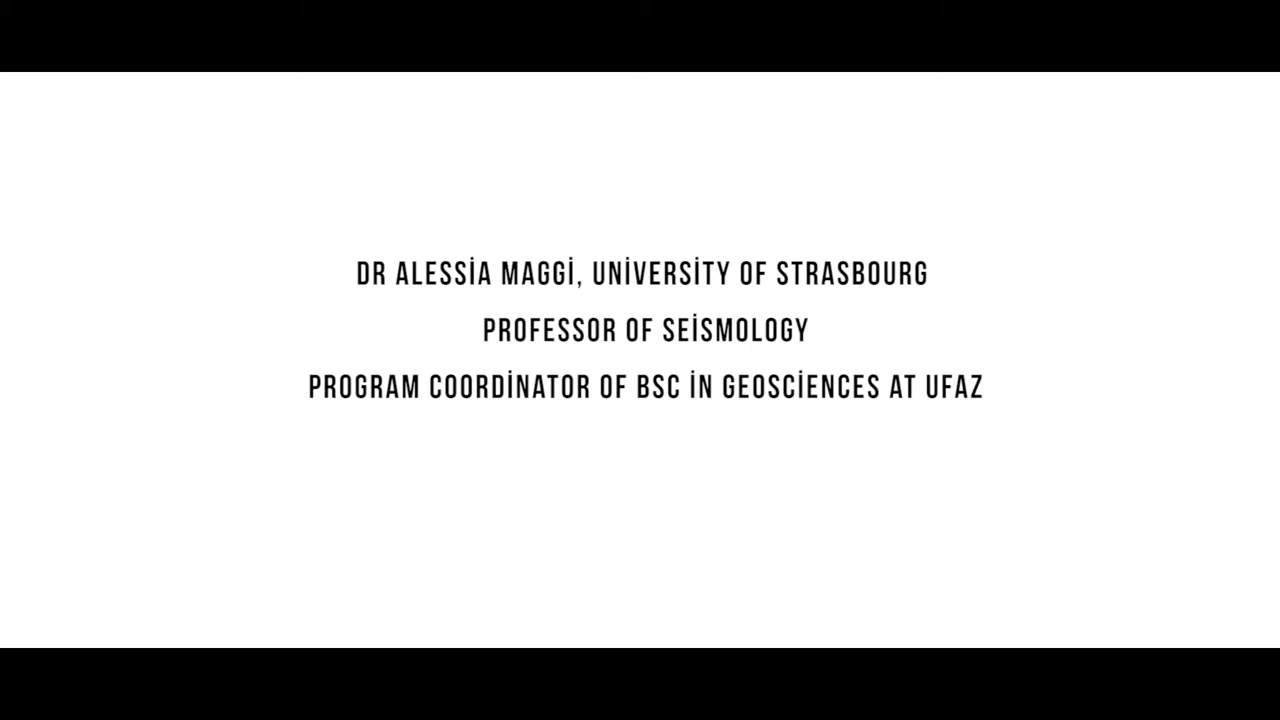 DR ALESSİA MAGGİ, UNİVERSİTY OF STRASBOURG
PROFESSOR OF SEİSMOLOGY
PROGRAM COORDİNATOR OF BSC İN GEOSCİENCES AT UFAZ